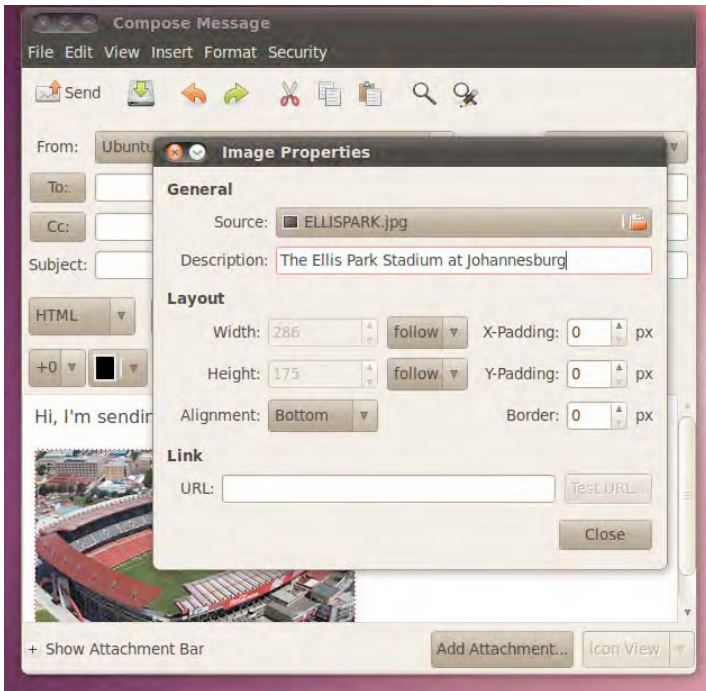 Compose Message
File Edit View Insert Format Security
Send
From: Ubuntu
Image Properties
To:
General
Cc:
Source: ELLISPARK.jpg
Subject:
Description: The Ellis Park Stadium at Johannesburg
Layout
HTML
Width: 286 follow X-Padding: 0 px
+0
Height: 175 follow Y-Padding: 0 px
Hi, I'm
Alignment: Bottom Border: 0 px
Link
URL: Test URL...
Close
+ Show Attachment Bar Add Attachment... Icon View